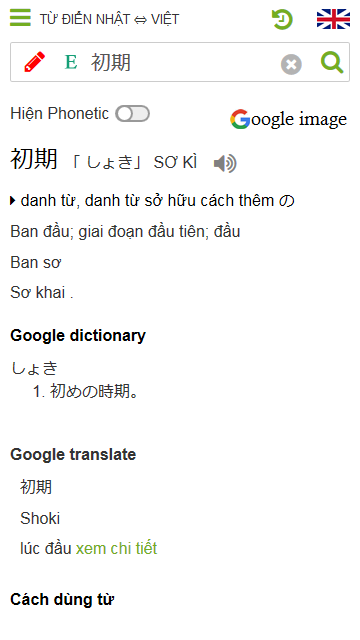 TỪ ĐIỂN NHẬT ⇔ VIỆT
E 初期
Hiện Phonetic
Google image
初期 「 しょき」 SƠ KÌ
danh từ, danh từ sở hữu cách thêm の
Ban đầu; giai đoạn đầu tiên; đầu
Ban sơ
Sơ khai .
Google dictionary
しょき
1. 初めの時期。
Google translate
初期
Shoki
lúc đầu xem chi tiết
Cách dùng từ